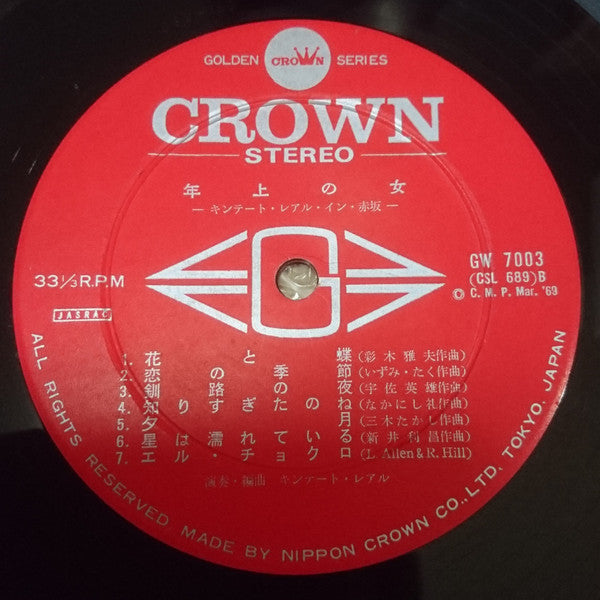 GOLDEN CROWN SERIES
CROWN
STEREO
年上の女
— キンテート・レアル・イン・赤坂 —
33 1/3 R.P.M
JASRAC
G
GW 7003
(CSL 689)B
© C. M. P. Mar. '69
1. 花と蝶 (彩木雅夫作曲)
2. 恋の季節 (いずみ・たく作曲)
3. 釧路の夜 (宇佐英雄作曲)
4. 知りすぎたのね (なかにし礼作曲)
5. 夕月 (三木たかし作曲)
6. 星は濡れている (新井利昌作曲)
7. エル・チョクロ (L. Allen & R. Hill)
演奏・編曲 キンテート・レアル
ALL RIGHTS RESERVED. MADE BY NIPPON CROWN CO., LTD. TOKYO, JAPAN